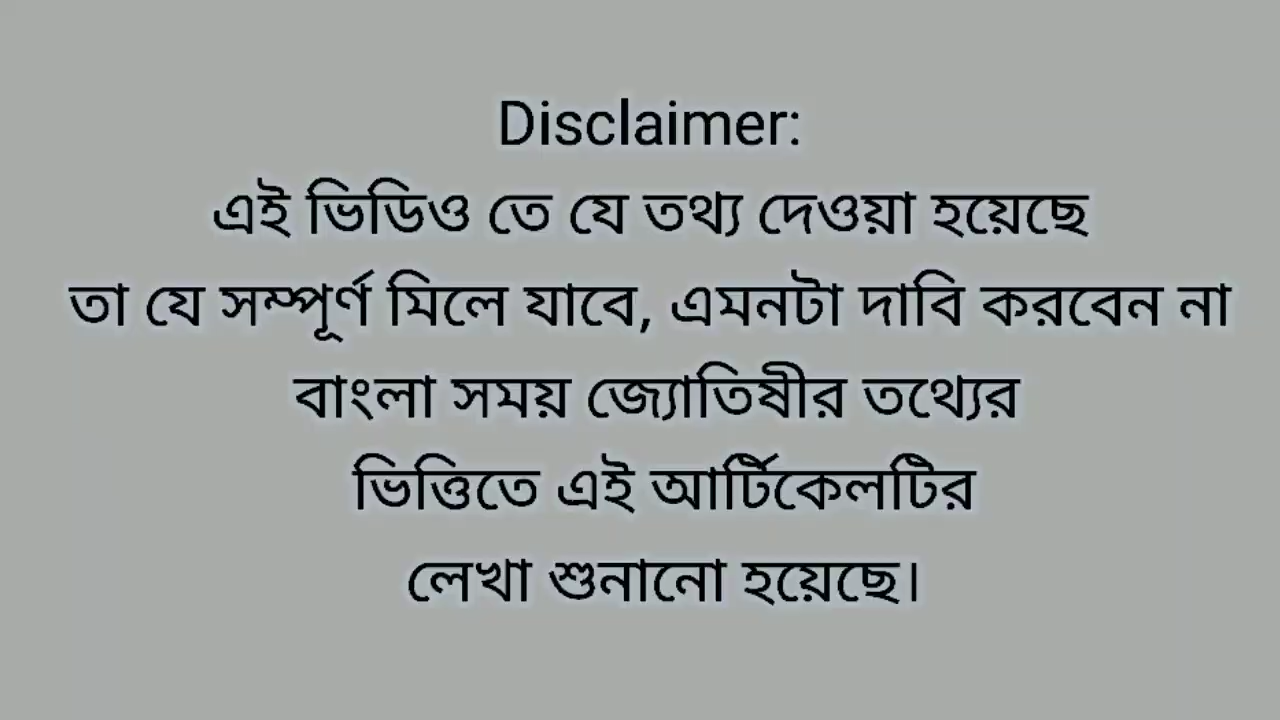 Disclaimer:
এই ভিডিও তে যে তথ্য দেওয়া হয়েছে
তা যে সম্পূর্ণ মিলে যাবে, এমনটা দাবি করবেন না
বাংলা সময় জ্যোতিষীর তথ্যের
ভিত্তিতে এই আর্টিকেলটির
লেখা শুনানো হয়েছে।